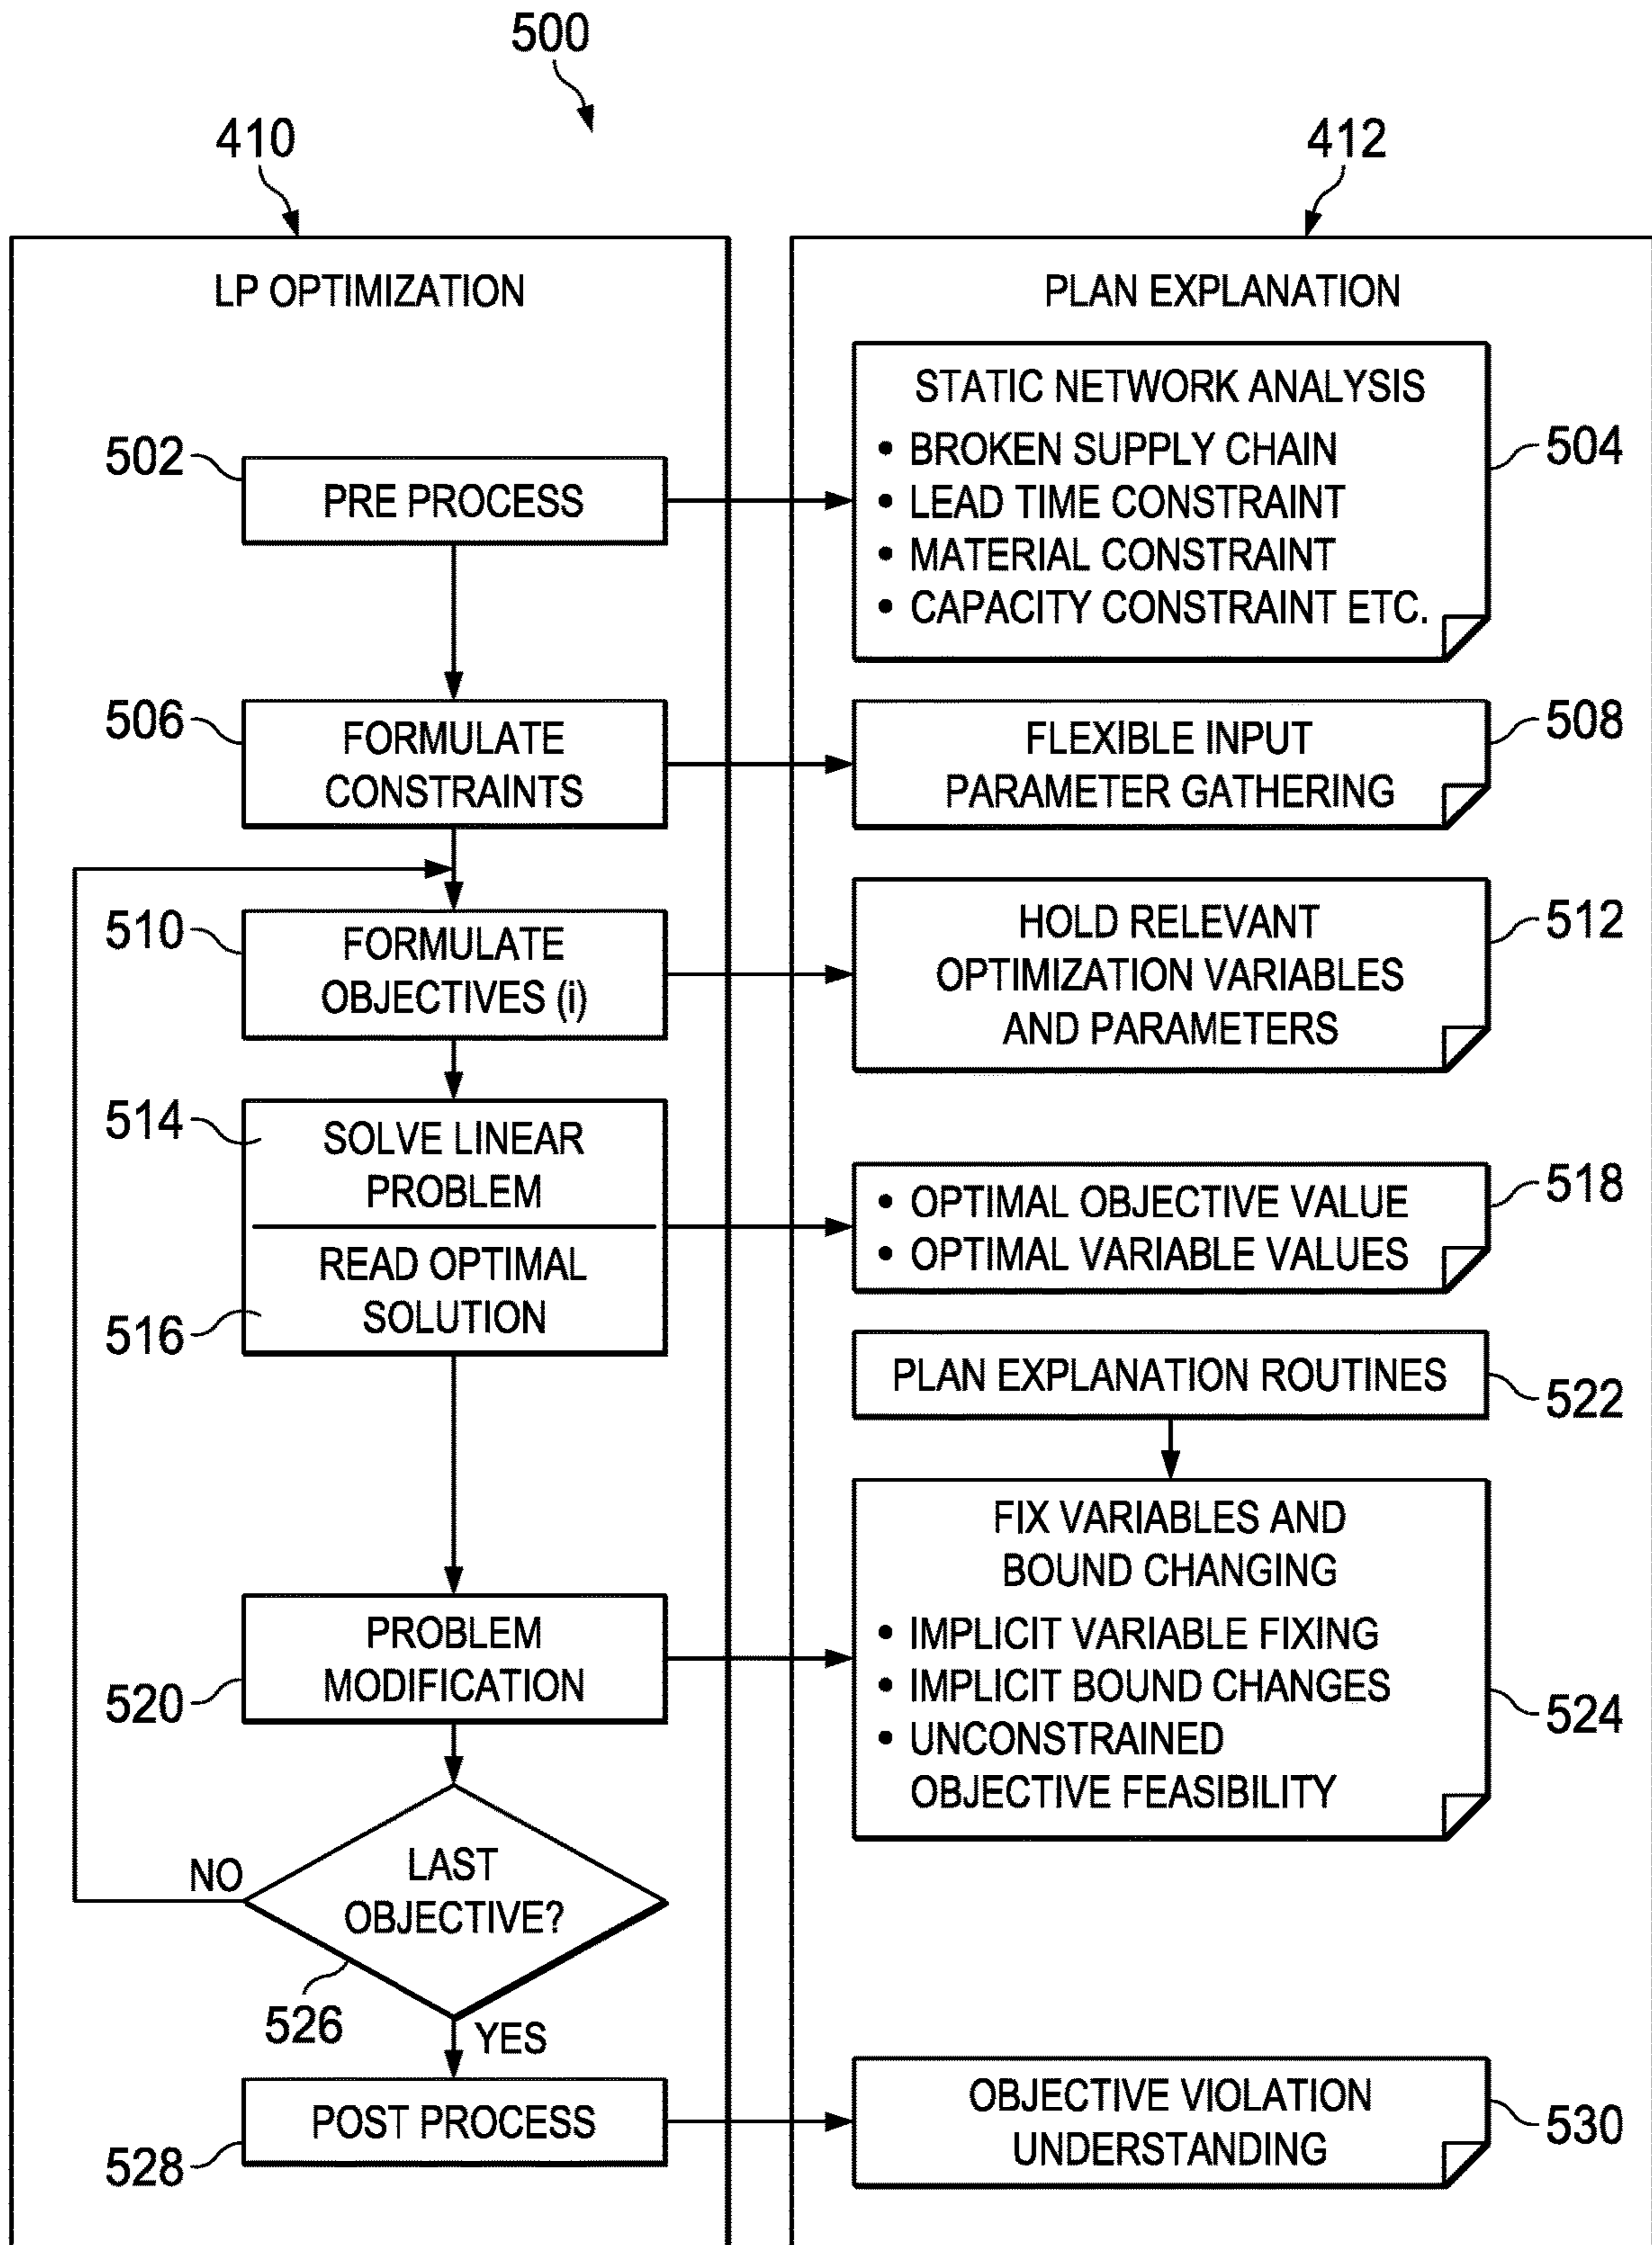 500
410
412
LP OPTIMIZATION
PLAN EXPLANATION
502
PRE PROCESS
STATIC NETWORK ANALYSIS
• BROKEN SUPPLY CHAIN
• LEAD TIME CONSTRAINT
• MATERIAL CONSTRAINT
• CAPACITY CONSTRAINT ETC.
504
506
FORMULATE
CONSTRAINTS
FLEXIBLE INPUT
PARAMETER GATHERING
508
510
FORMULATE
OBJECTIVES (i)
HOLD RELEVANT
OPTIMIZATION VARIABLES
AND PARAMETERS
512
514
SOLVE LINEAR
PROBLEM
READ OPTIMAL
SOLUTION
516
• OPTIMAL OBJECTIVE VALUE
• OPTIMAL VARIABLE VALUES
518
PLAN EXPLANATION ROUTINES
522
PROBLEM
MODIFICATION
520
FIX VARIABLES AND
BOUND CHANGING
• IMPLICIT VARIABLE FIXING
• IMPLICIT BOUND CHANGES
• UNCONSTRAINED
OBJECTIVE FEASIBILITY
524
NO
LAST
OBJECTIVE?
526
YES
POST PROCESS
528
OBJECTIVE VIOLATION
UNDERSTANDING
530